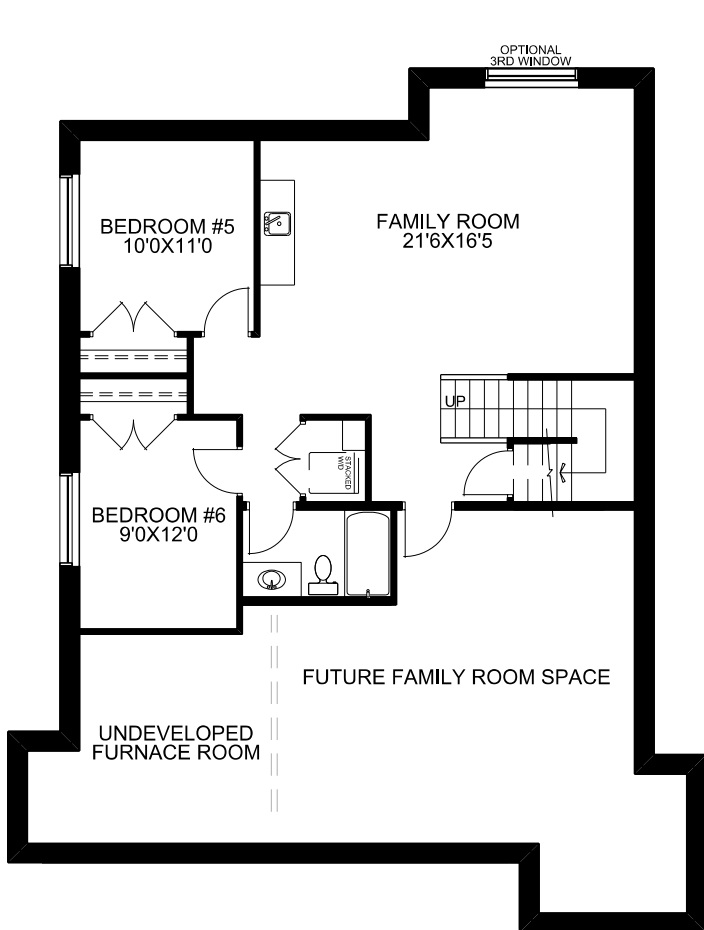 OPTIONAL
3RD WINDOW
BEDROOM #5
10'0X11'0
FAMILY ROOM
21'6X16'5
UP
STACKED
W/D
BEDROOM #6
9'0X12'0
FUTURE FAMILY ROOM SPACE
UNDEVELOPED
FURNACE ROOM